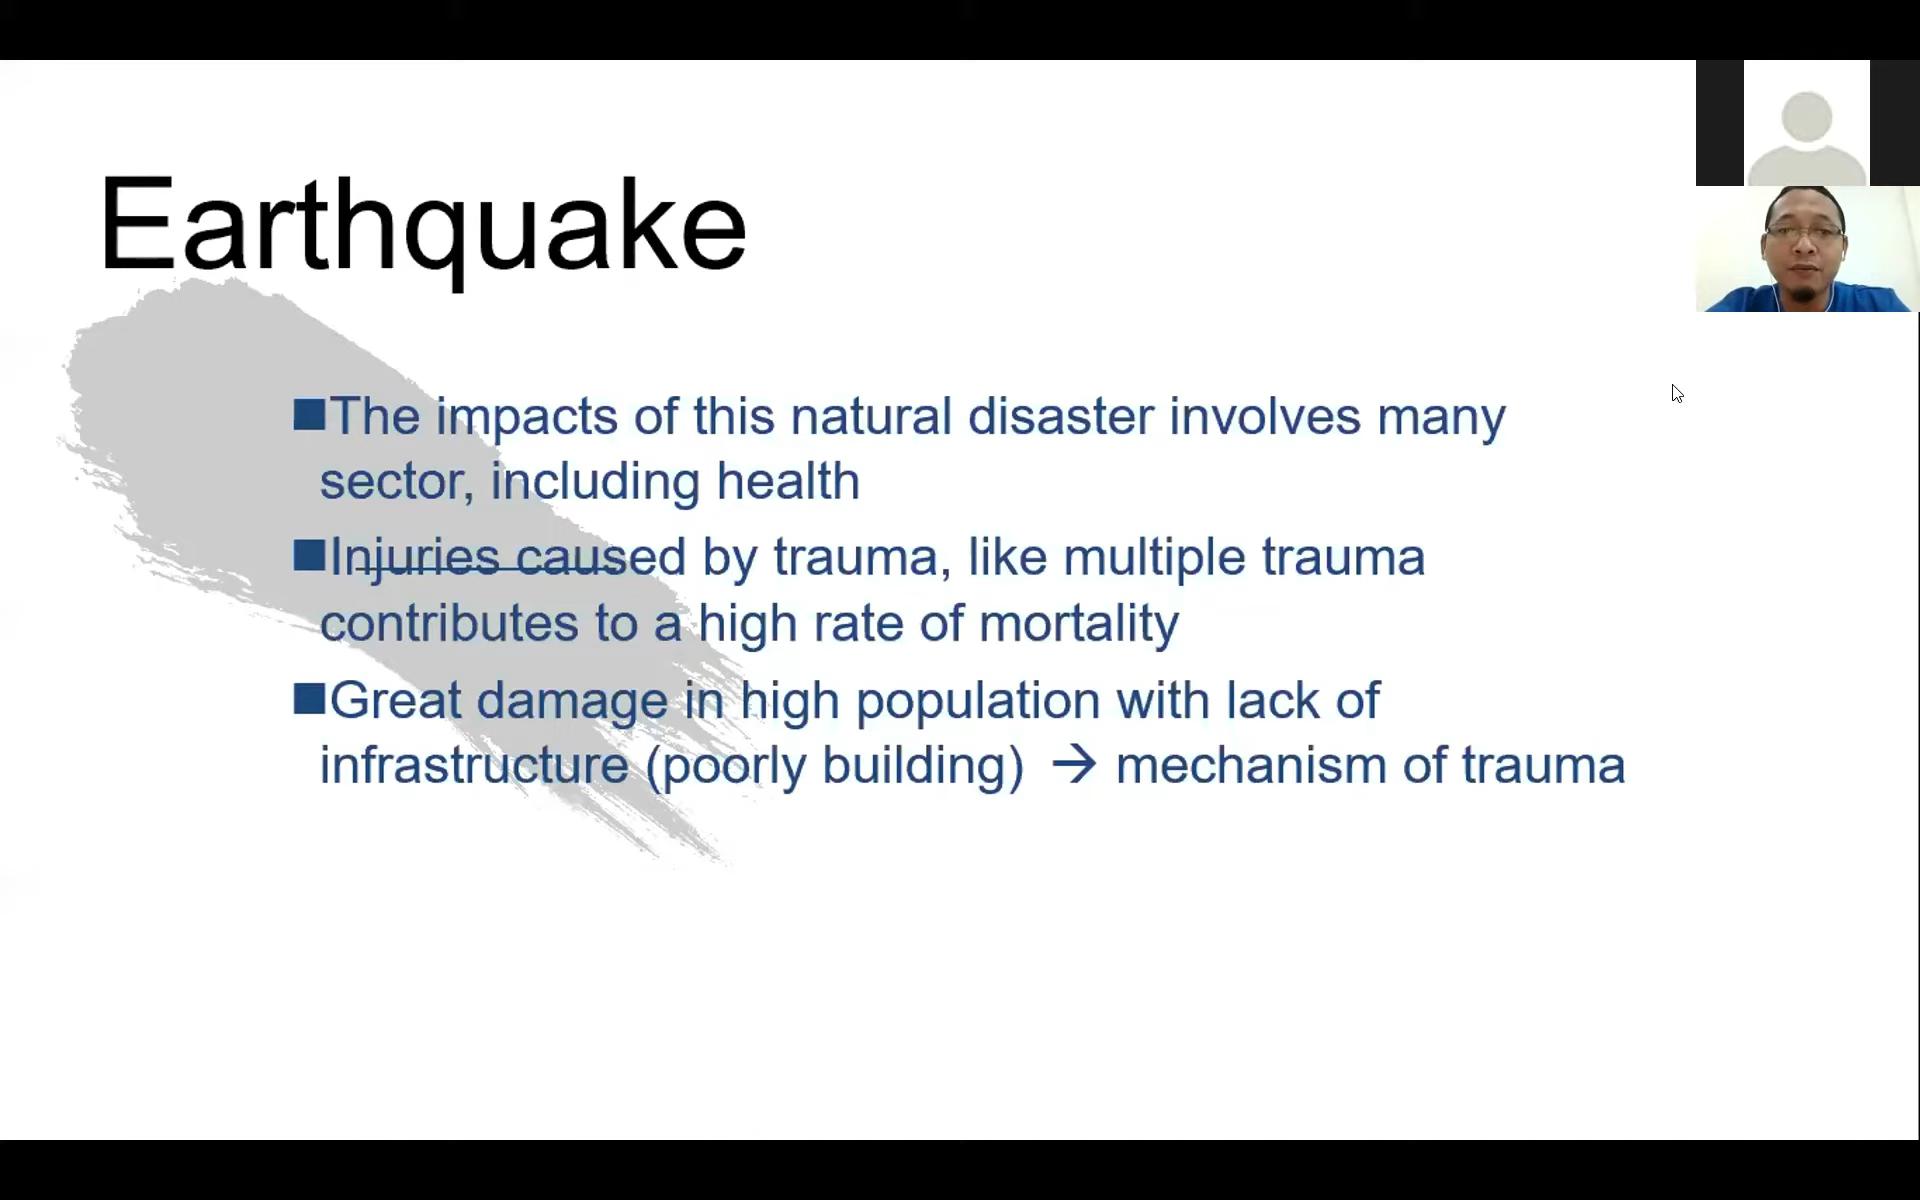 Earthquake
■The impacts of this natural disaster involves many
sector, including health
■Injuries caused by trauma, like multiple trauma
contributes to a high rate of mortality
■Great damage in high population with lack of
infrastructure (poorly building) → mechanism of trauma